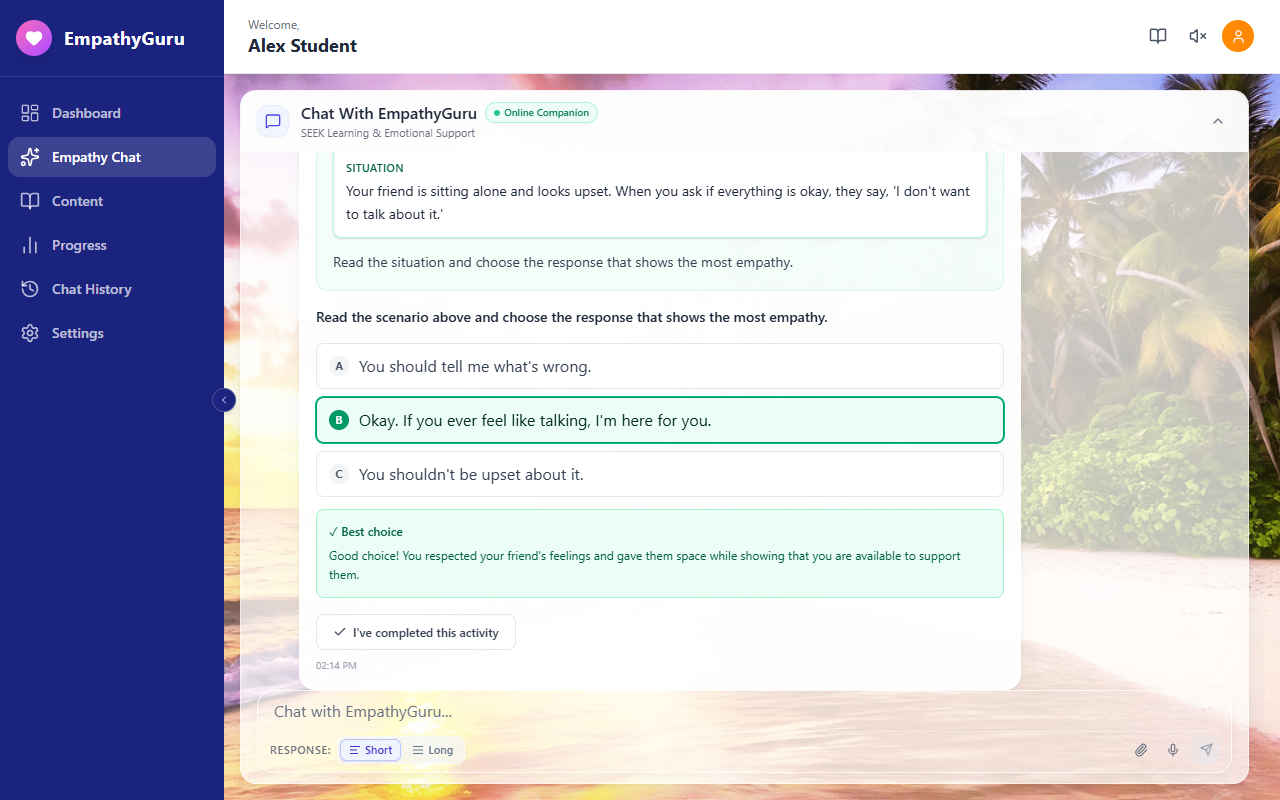 EmpathyGuru
Welcome,
Alex Student
Dashboard
Empathy Chat
Content
Progress
Chat History
Settings
Chat With EmpathyGuru
Online Companion
SEEK Learning & Emotional Support
SITUATION
Your friend is sitting alone and looks upset. When you ask if everything is okay, they say, 'I don't want
to talk about it.'
Read the situation and choose the response that shows the most empathy.
Read the scenario above and choose the response that shows the most empathy.
A You should tell me what's wrong.
B Okay. If you ever feel like talking, I'm here for you.
C You shouldn't be upset about it.
✓ Best choice
Good choice! You respected your friend's feelings and gave them space while showing that you are available to support
them.
I've completed this activity
02:14 PM
Chat with EmpathyGuru...
RESPONSE: Short Long